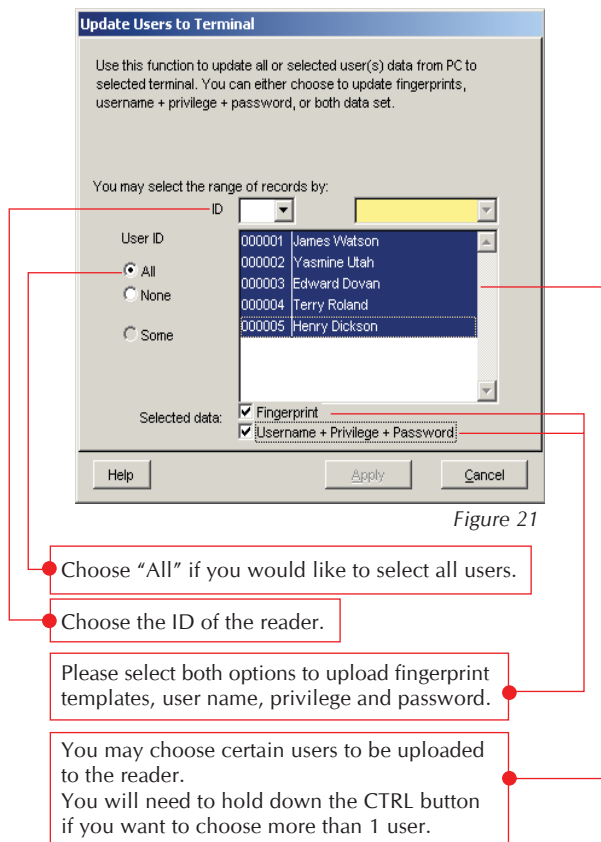 Update Users to Terminal
Use this function to update all or selected user(s) data from PC to
selected terminal. You can either choose to update fingerprints,
username + privilege + password, or both data set.
You may select the range of records by:
ID
User ID
All
None
Some
000001 James Watson
000002 Yasmine Utah
000003 Edward Dovan
000004 Terry Roland
000005 Henry Dickson
Selected data:
Fingerprint
Username + Privilege + Password
Help
Apply
Cancel
Figure 21
Choose “All” if you would like to select all users.
Choose the ID of the reader.
Please select both options to upload fingerprint
templates, user name, privilege and password.
You may choose certain users to be uploaded
to the reader.
You will need to hold down the CTRL button
if you want to choose more than 1 user.